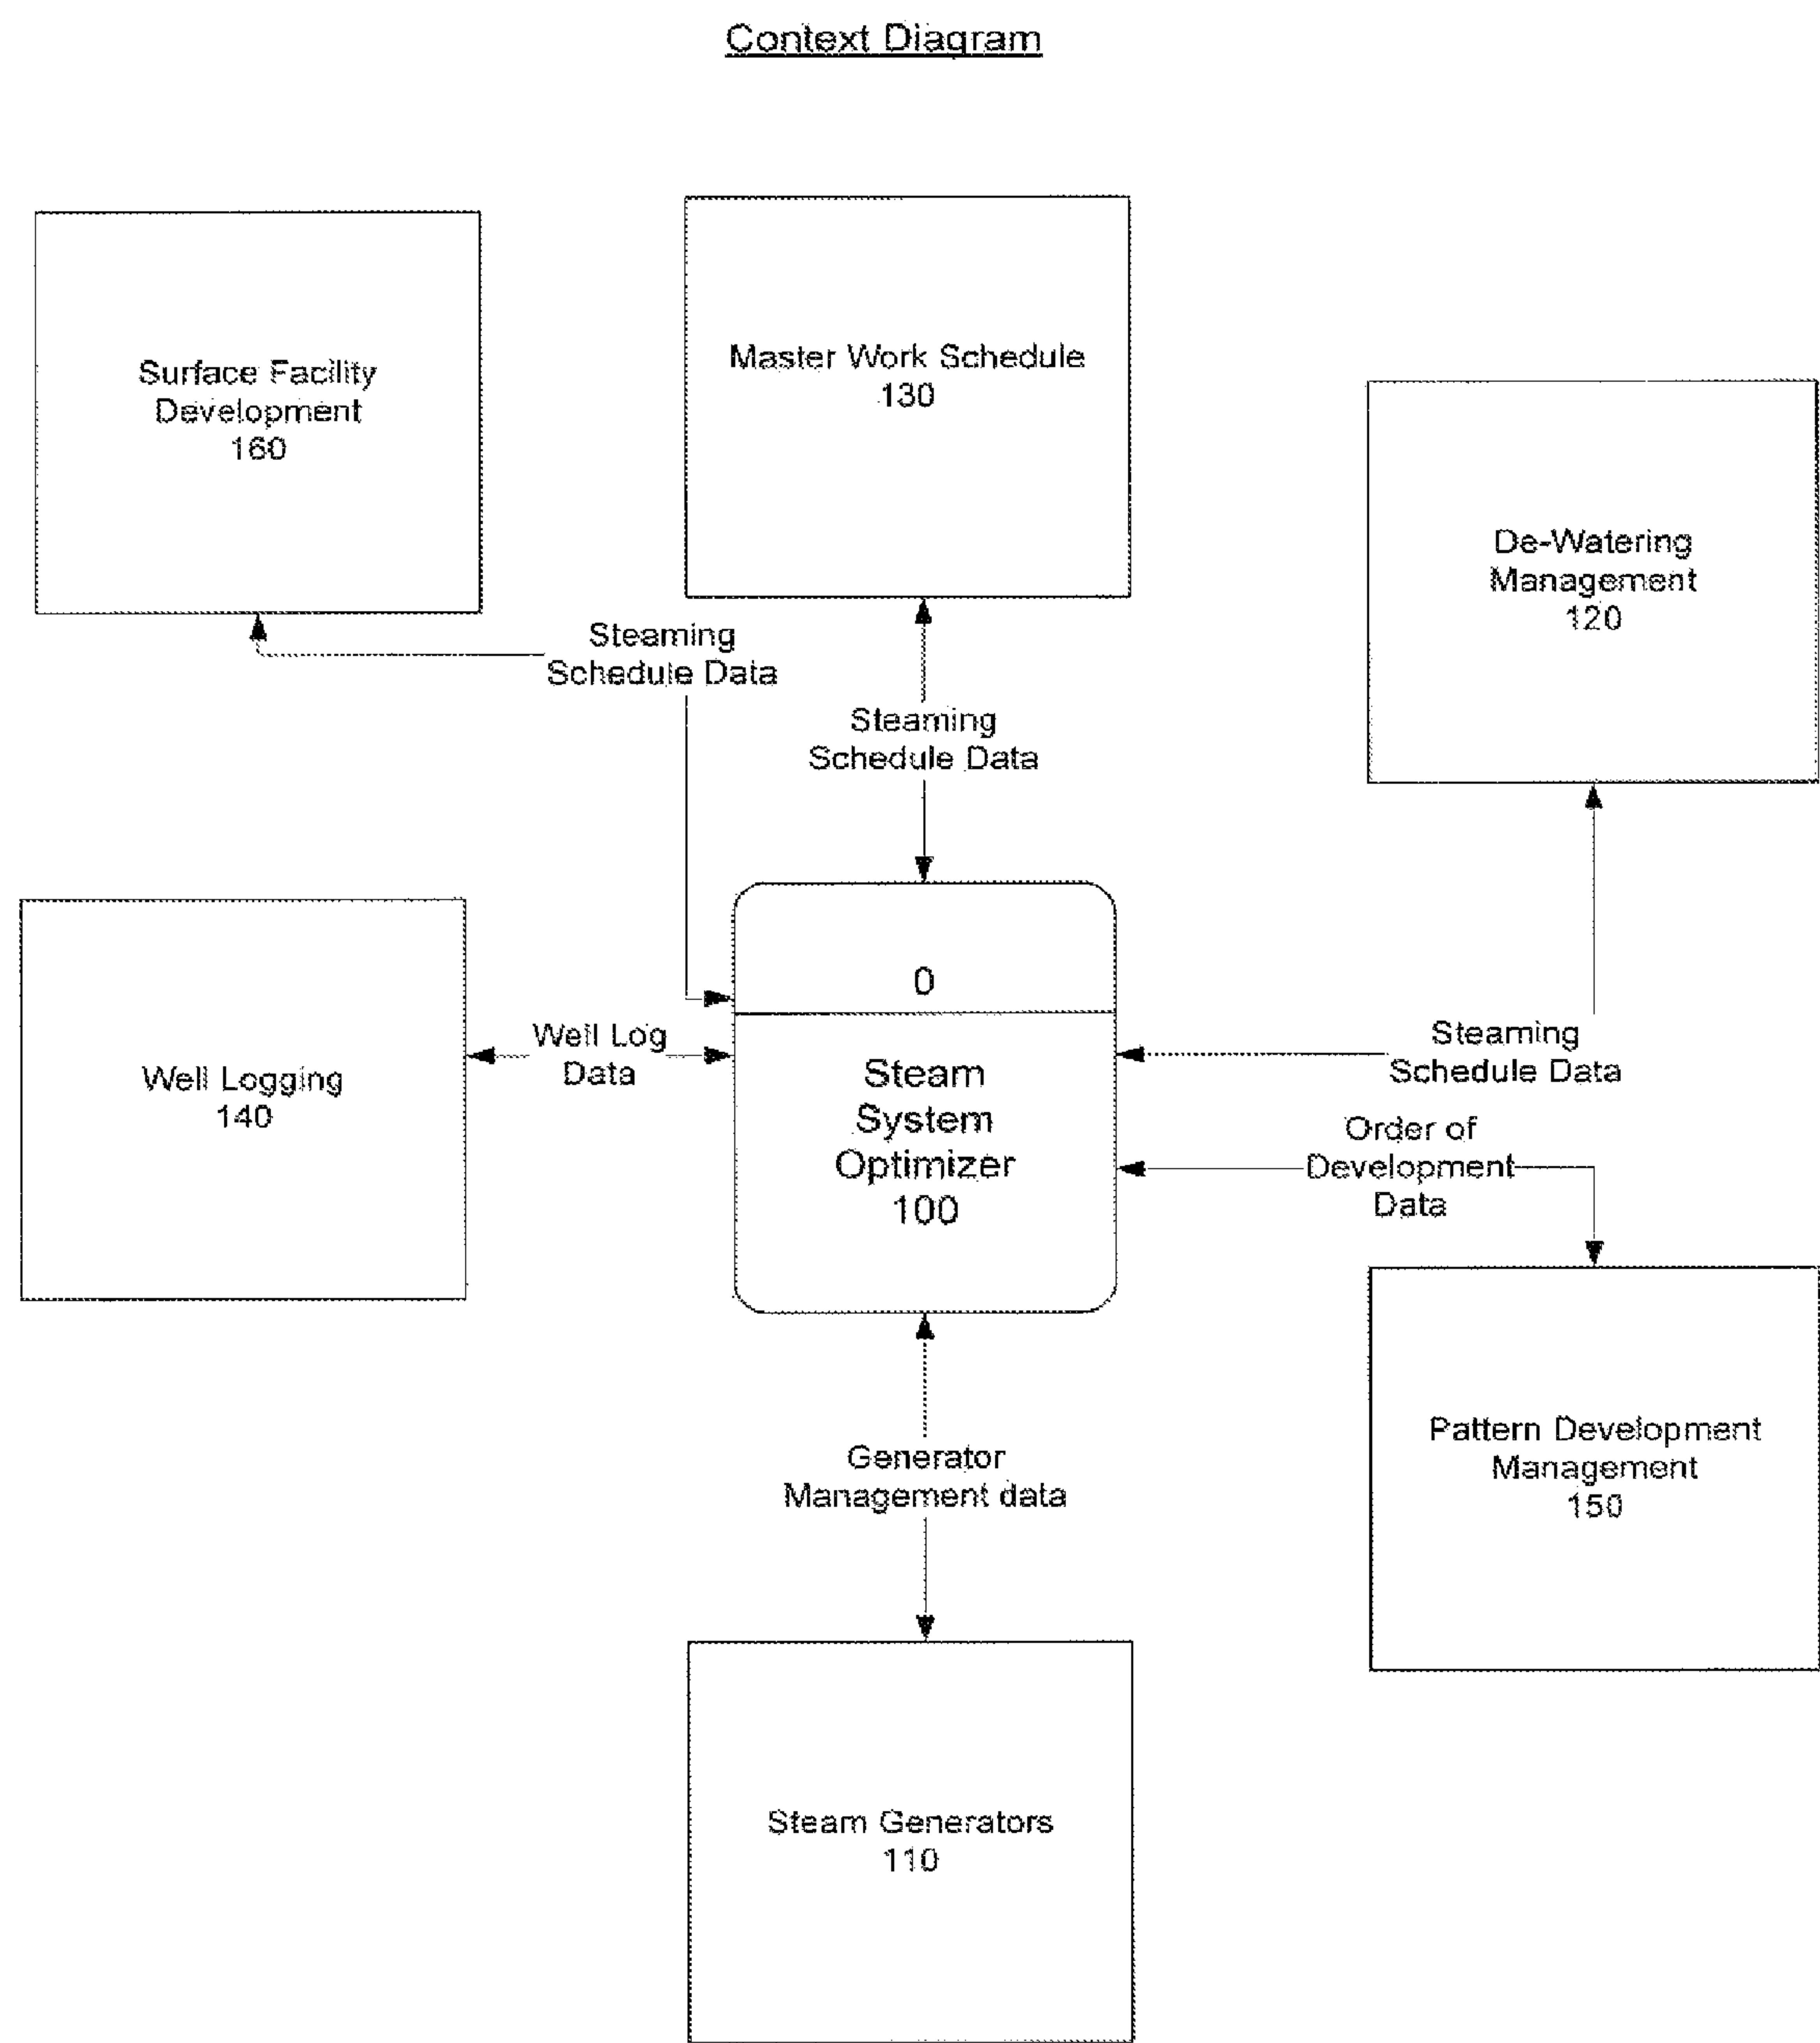 Context Diagram
Surface Facility
Development
160
Master Work Schedule
130
De-Watering
Management
120
Steaming
Schedule Data
Steaming
Schedule Data
0
Steam
System
Optimizer
100
Well Log
Data
Well Logging
140
Steaming
Schedule Data
Order of
Development
Data
Generator
Management data
Pattern Development
Management
150
Steam Generators
110